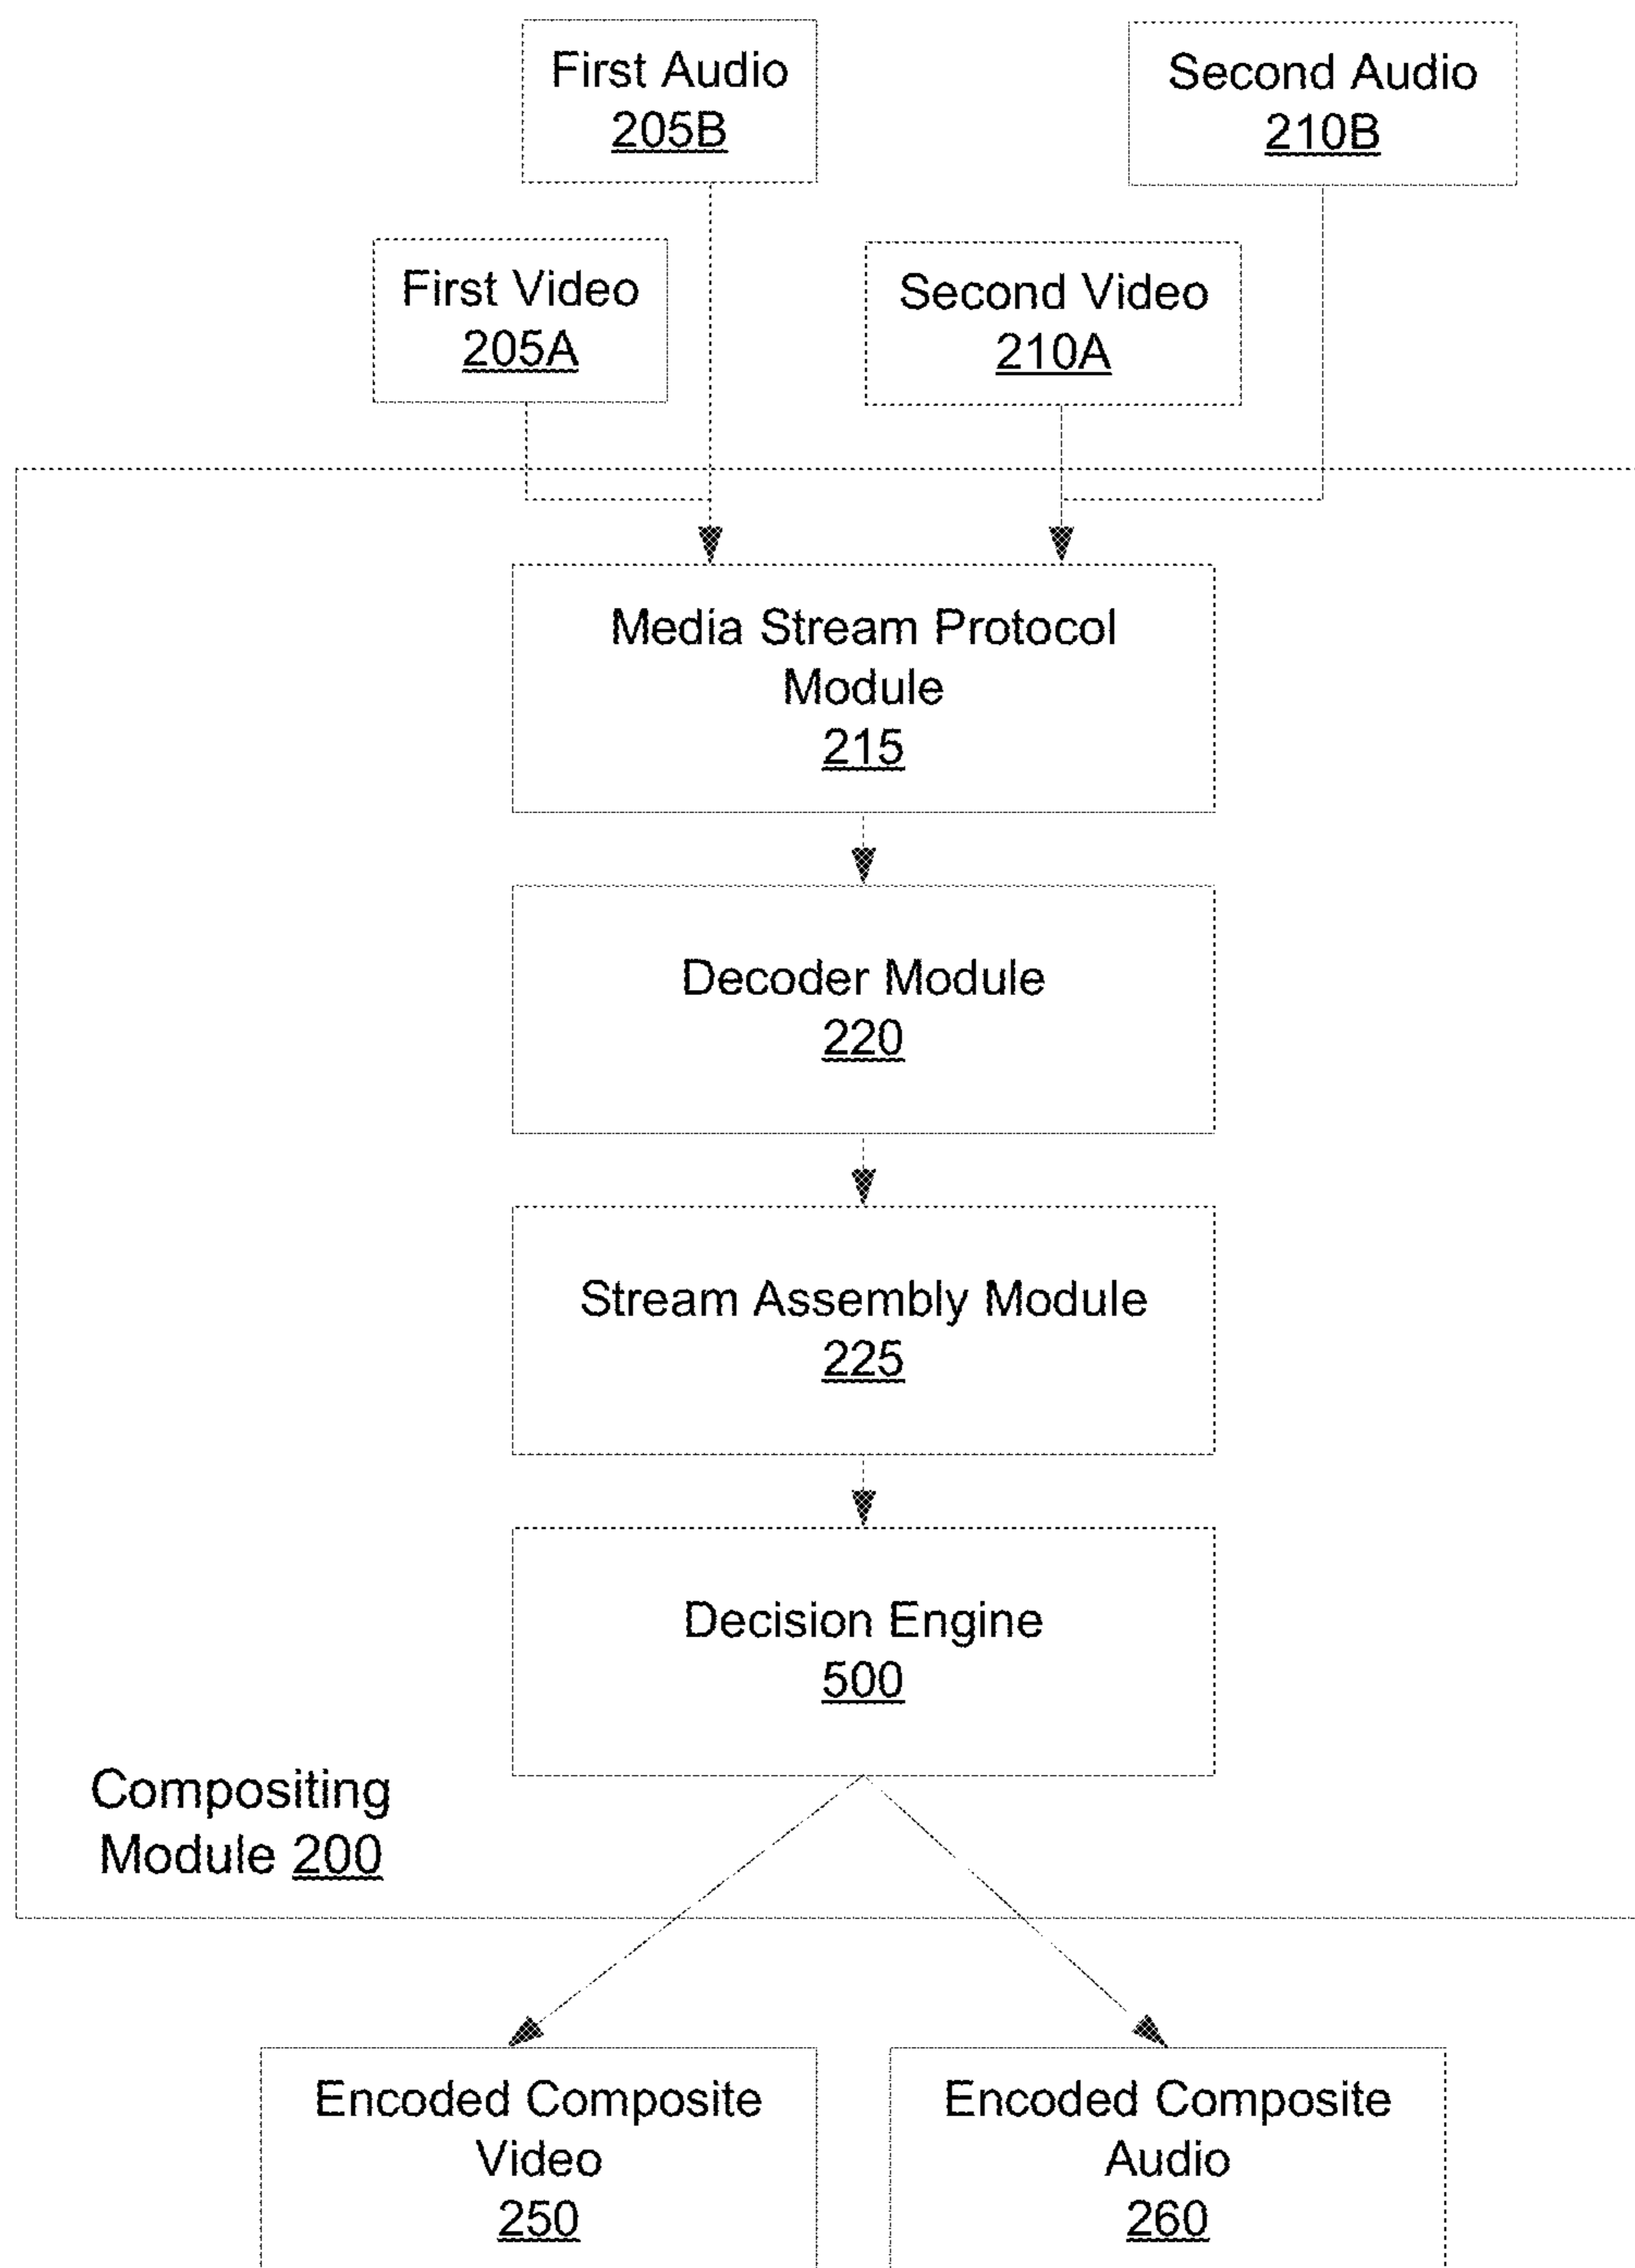 First Audio
205B
Second Audio
210B
First Video
205A
Second Video
210A
Media Stream Protocol
Module
215
Decoder Module
220
Stream Assembly Module
225
Decision Engine
500
Compositing
Module 200
Encoded Composite
Video
250
Encoded Composite
Audio
260